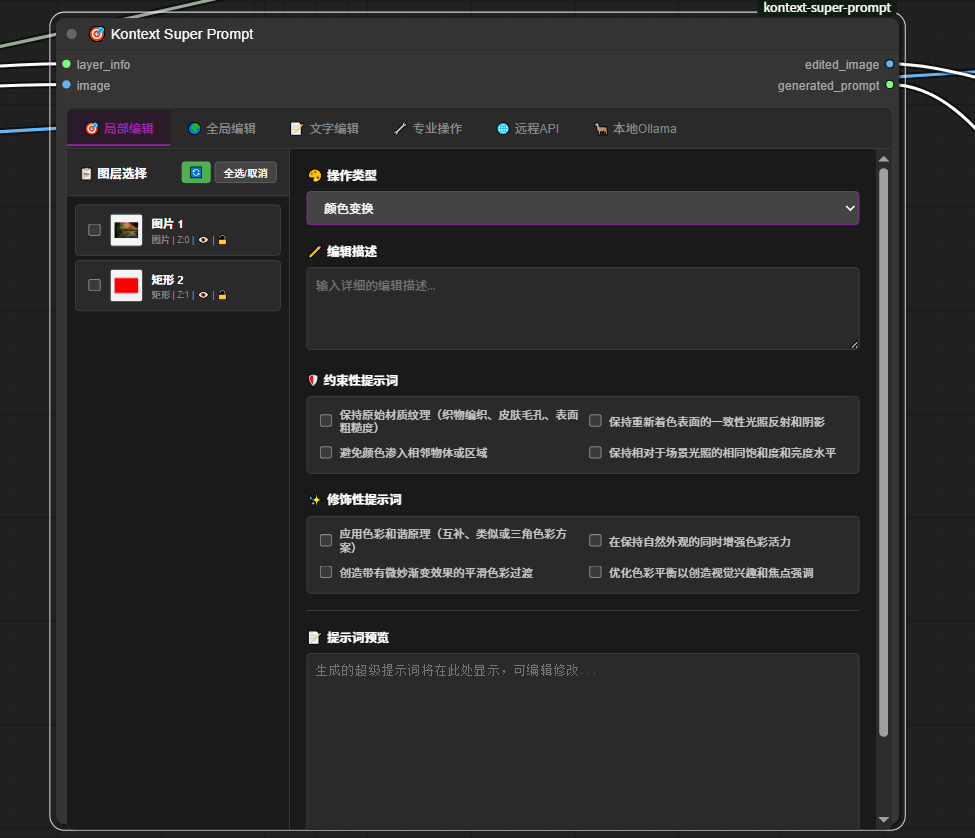 kontext-super-prompt
Kontext Super Prompt
layer_info
edited_image
image
generated_prompt
局部编辑
全局编辑
文字编辑
专业操作
远程API
本地Ollama
图层选择
全选/取消
图片 1
图片 | Z:0 | |
矩形 2
矩形 | Z:1 | |
操作类型
颜色变换
编辑描述
输入详细的编辑描述...
约束性提示词
保持原始材质纹理（织物编织、皮肤毛孔、表面
粗糙度）
保持重新着色表面的一致性光照反射和阴影
避免颜色渗入相邻物体或区域
保持相对于场景光照的相同饱和度和亮度水平
修饰性提示词
应用色彩和谐原理（互补、类似或三角色彩方
案）
在保持自然外观的同时增强色彩活力
创造带有微妙渐变效果的平滑色彩过渡
优化色彩平衡以创造视觉兴趣和焦点强调
提示词预览
生成的超级提示词将在此处显示，可编辑修改...